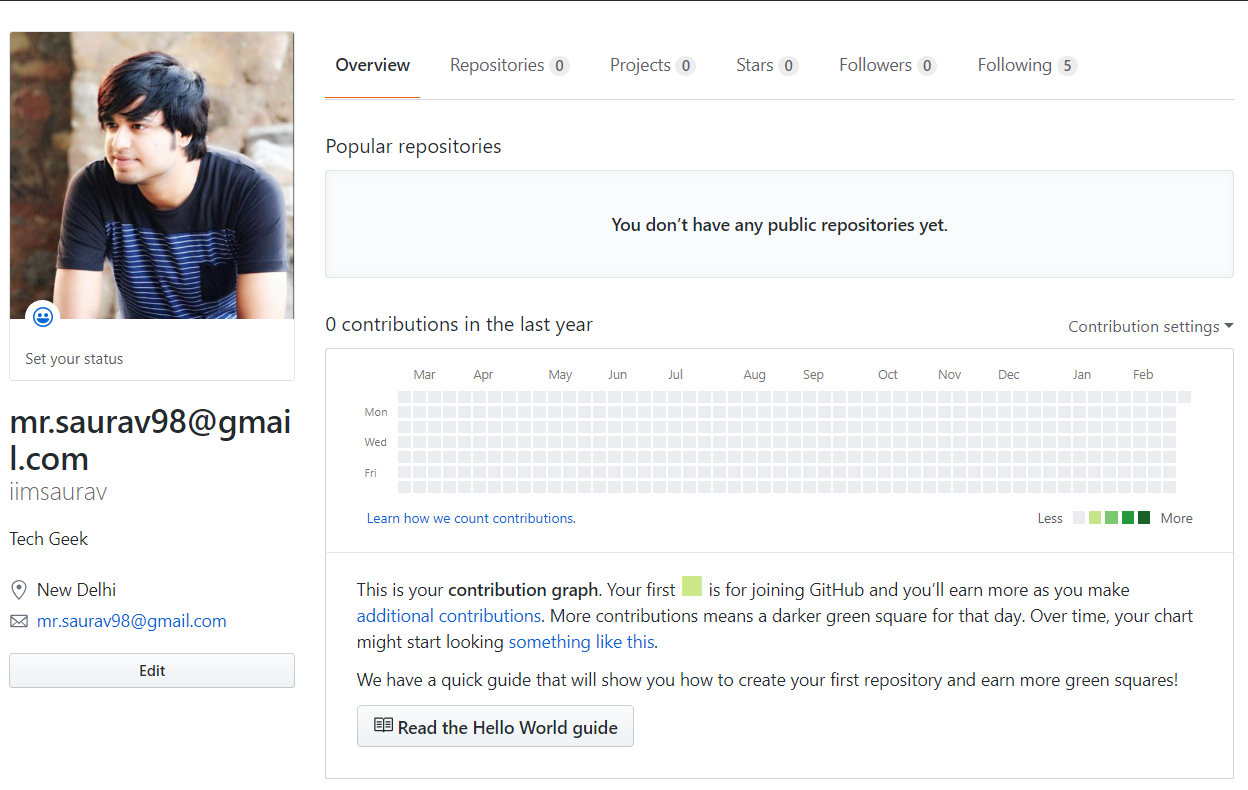 Overview Repositories 0 Projects 0 Stars 0 Followers 0 Following 5
Popular repositories
You don’t have any public repositories yet.
0 contributions in the last year
Contribution settings
Mar Apr May Jun Jul Aug Sep Oct Nov Dec Jan Feb
Mon
Wed
Fri
Learn how we count contributions.
Less More
This is your contribution graph. Your first is for joining GitHub and you’ll earn more as you make
additional contributions. More contributions means a darker green square for that day. Over time, your chart
might start looking something like this.
We have a quick guide that will show you how to create your first repository and earn more green squares!
Read the Hello World guide
Set your status
mr.saurav98@gmai
l.com
iimsaurav
Tech Geek
New Delhi
mr.saurav98@gmail.com
Edit